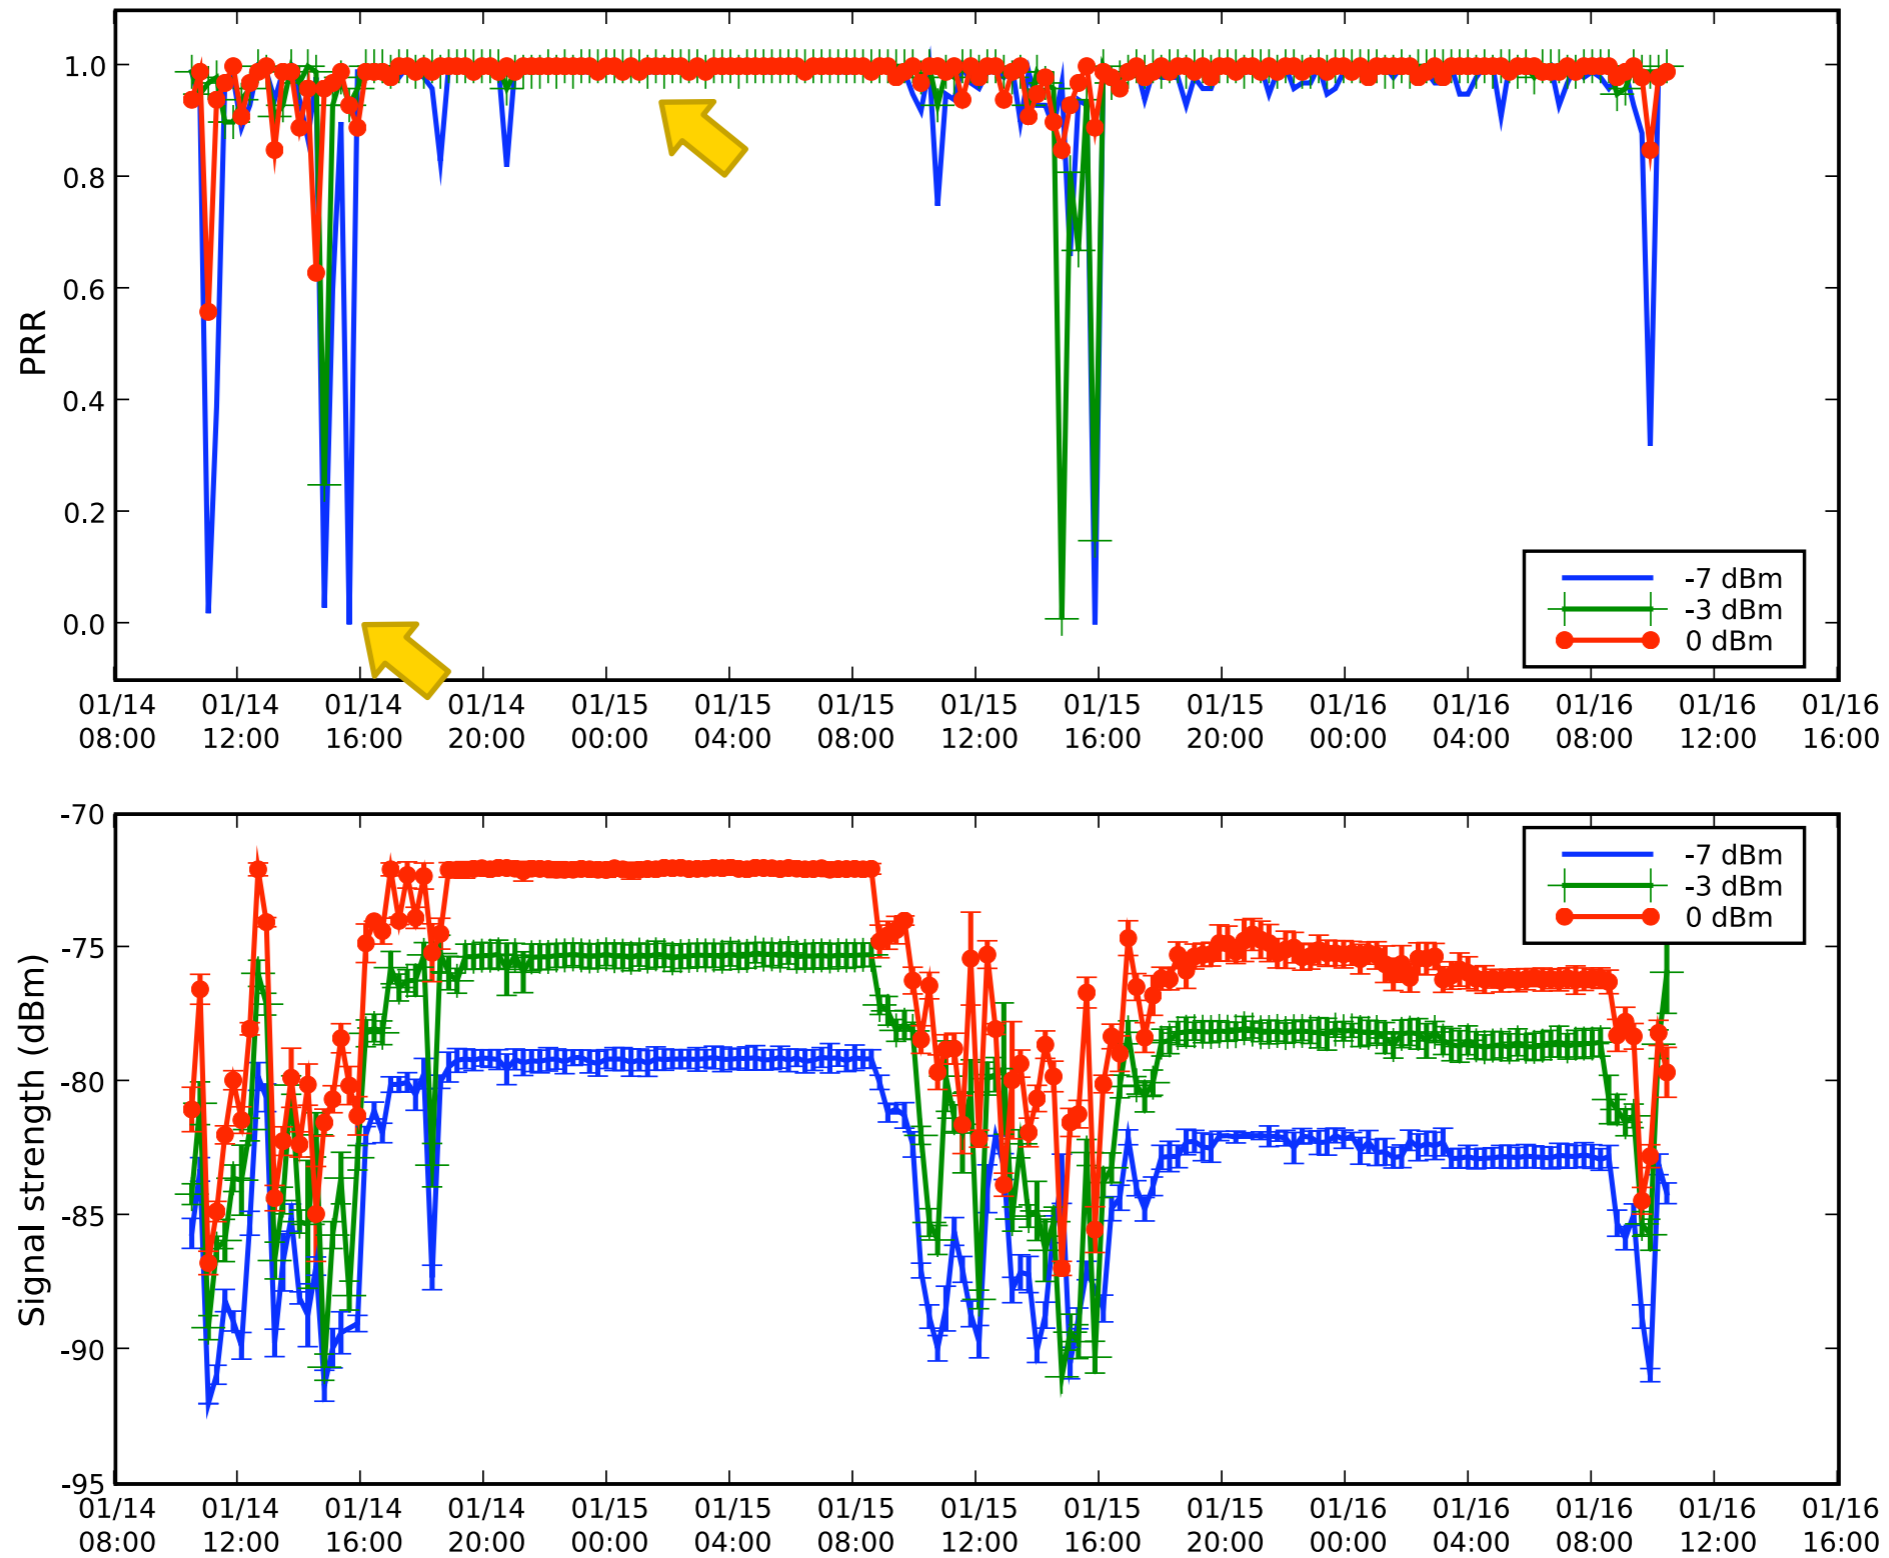 PRR
1.0
0.8
0.6
0.4
0.2
0.0
-7 dBm
-3 dBm
0 dBm
01/14 01/14 01/14 01/14 01/15 01/15 01/15 01/15 01/15 01/15 01/16 01/16 01/16 01/16 01/16
08:00 12:00 16:00 20:00 00:00 04:00 08:00 12:00 16:00 20:00 00:00 04:00 08:00 12:00 16:00
Signal strength (dBm)
-70
-75
-80
-85
-90
-95
-7 dBm
-3 dBm
0 dBm
01/14 01/14 01/14 01/14 01/15 01/15 01/15 01/15 01/15 01/15 01/16 01/16 01/16 01/16 01/16
08:00 12:00 16:00 20:00 00:00 04:00 08:00 12:00 16:00 20:00 00:00 04:00 08:00 12:00 16:00